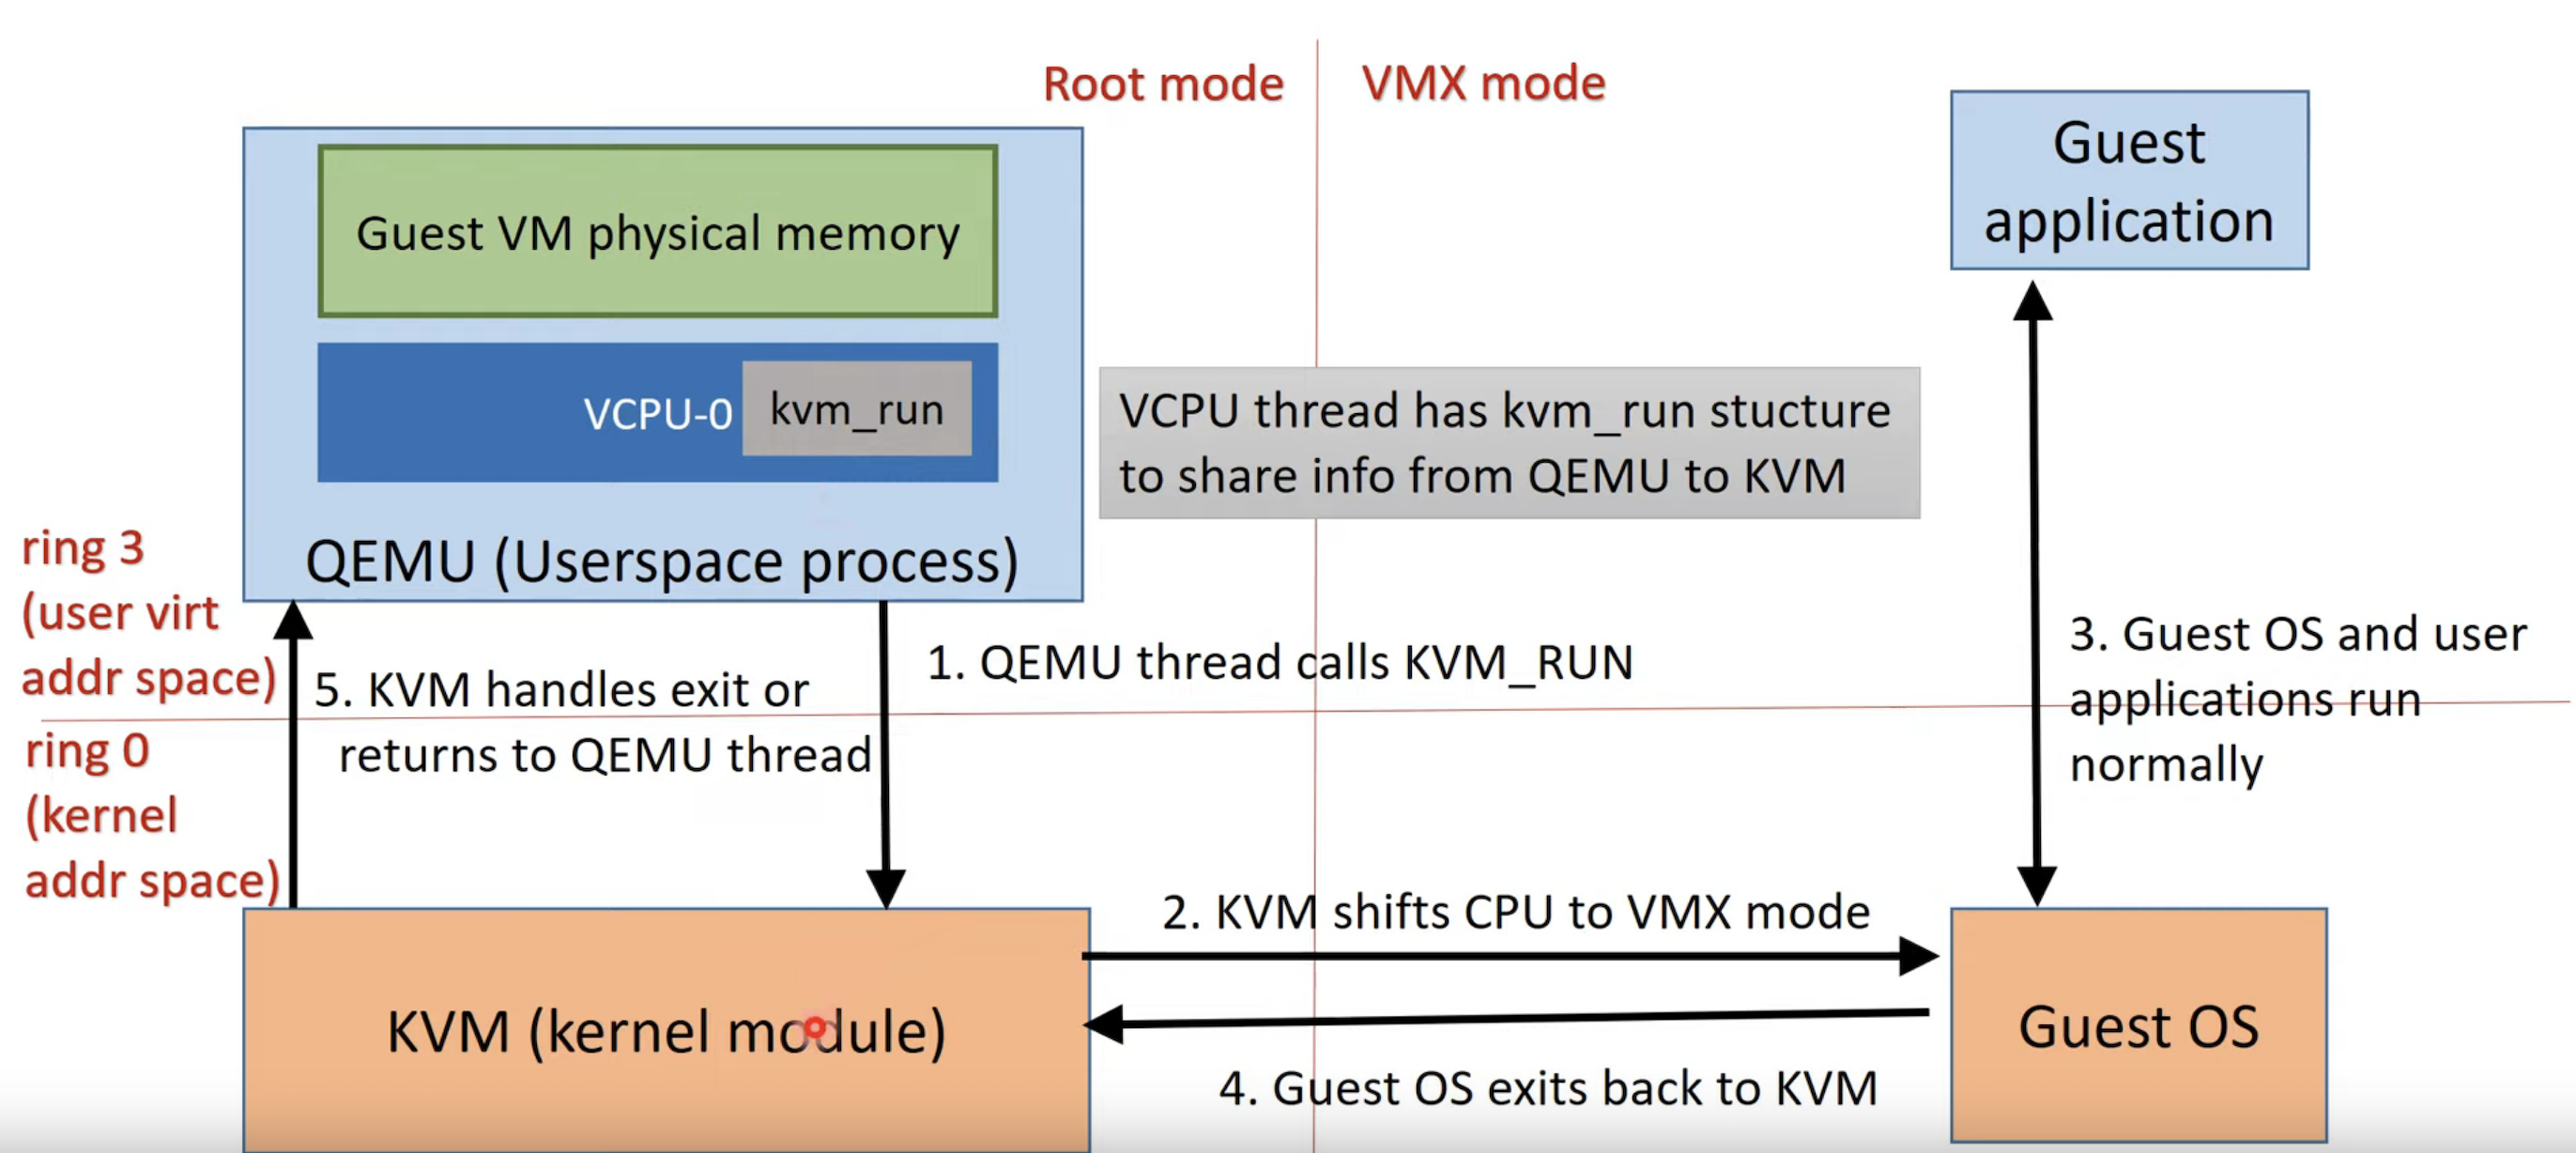 Root mode
VMX mode
Guest
application
Guest VM physical memory
VCPU-0
kvm_run
VCPU thread has kvm_run stucture
to share info from QEMU to KVM
QEMU (Userspace process)
ring 3
(user virt
addr space)
1. QEMU thread calls KVM_RUN
3. Guest OS and user
applications run
normally
5. KVM handles exit or
returns to QEMU thread
ring 0
(kernel
addr space)
2. KVM shifts CPU to VMX mode
KVM (kernel module)
Guest OS
4. Guest OS exits back to KVM